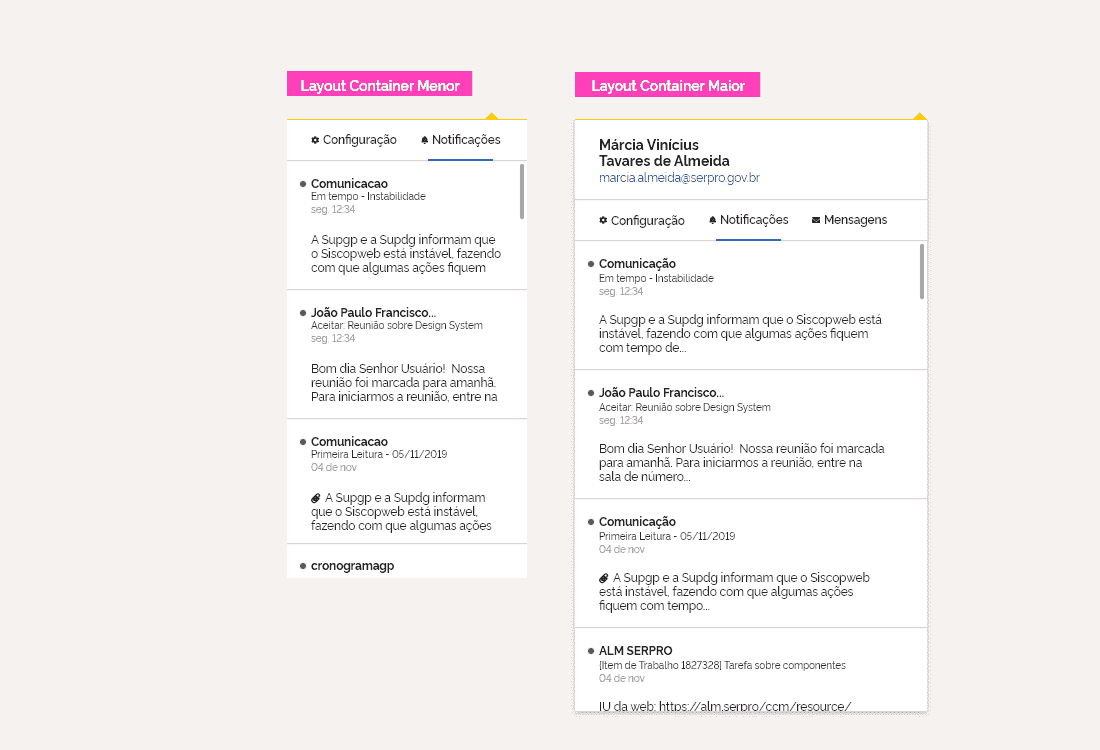 Layout Container Menor
Configuração
Notificações
Comunicacao
Em tempo - Instabilidade
seg. 12:34
A Supgp e a Supdg informam que
o Siscopweb está instável, fazendo
com que algumas ações fiquem
João Paulo Francisco...
Aceitar: Reunião sobre Design System
seg. 12:34
Bom dia Senhor Usuário!  Nossa
reunião foi marcada para amanhã.
Para iniciarmos a reunião, entre na
Comunicacao
Primeira Leitura - 05/11/2019
04 de nov
A Supgp e a Supdg informam
que o Siscopweb está instável,
fazendo com que algumas ações
cronogramagp
Layout Container Maior
Márcia Vinícius
Tavares de Almeida
marcia.almeida@serpro.gov.br
Configuração
Notificações
Mensagens
Comunicação
Em tempo - Instabilidade
seg. 12:34
A Supgp e a Supdg informam que o Siscopweb está
instável, fazendo com que algumas ações fiquem
com tempo de...
João Paulo Francisco...
Aceitar: Reunião sobre Design System
seg. 12:34
Bom dia Senhor Usuário!  Nossa reunião foi marcada
para amanhã. Para iniciarmos a reunião, entre na
sala de número...
Comunicação
Primeira Leitura - 05/11/2019
04 de nov
A Supgp e a Supdg informam que o Siscopweb
está instável, fazendo com que algumas ações
fiquem com tempo...
ALM SERPRO
[Item de Trabalho 1827328] Tarefa sobre componentes
04 de nov
IU da web: https://alm.serpro/ccm/resource/